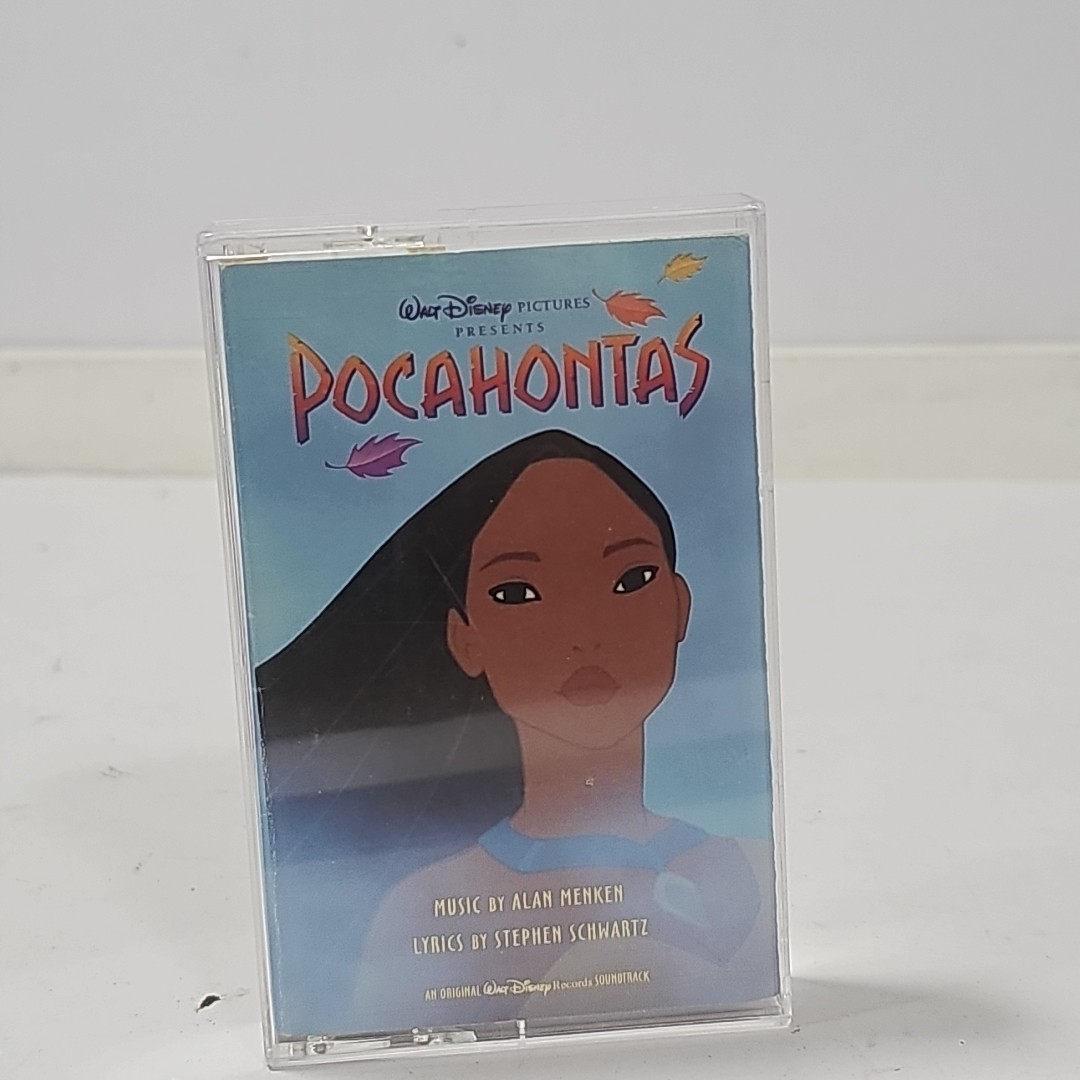 WALT DISNEY PICTURES
PRESENTS
POCAHONTAS
MUSIC BY ALAN MENKEN
LYRICS BY STEPHEN SCHWARTZ
AN ORIGINAL WALT DISNEY Records SOUNDTRACK